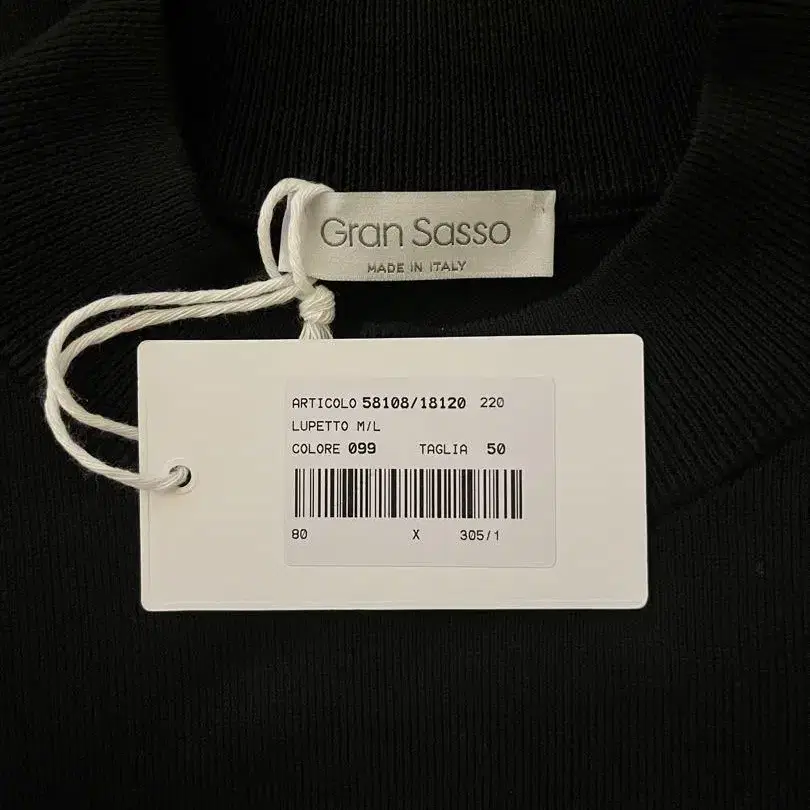 Gran Sasso
MADE IN ITALY
ARTICOLO 58108/18120 220
LUPETTO M/L
COLORE 099 TAGLIA 50
80 X 305/1